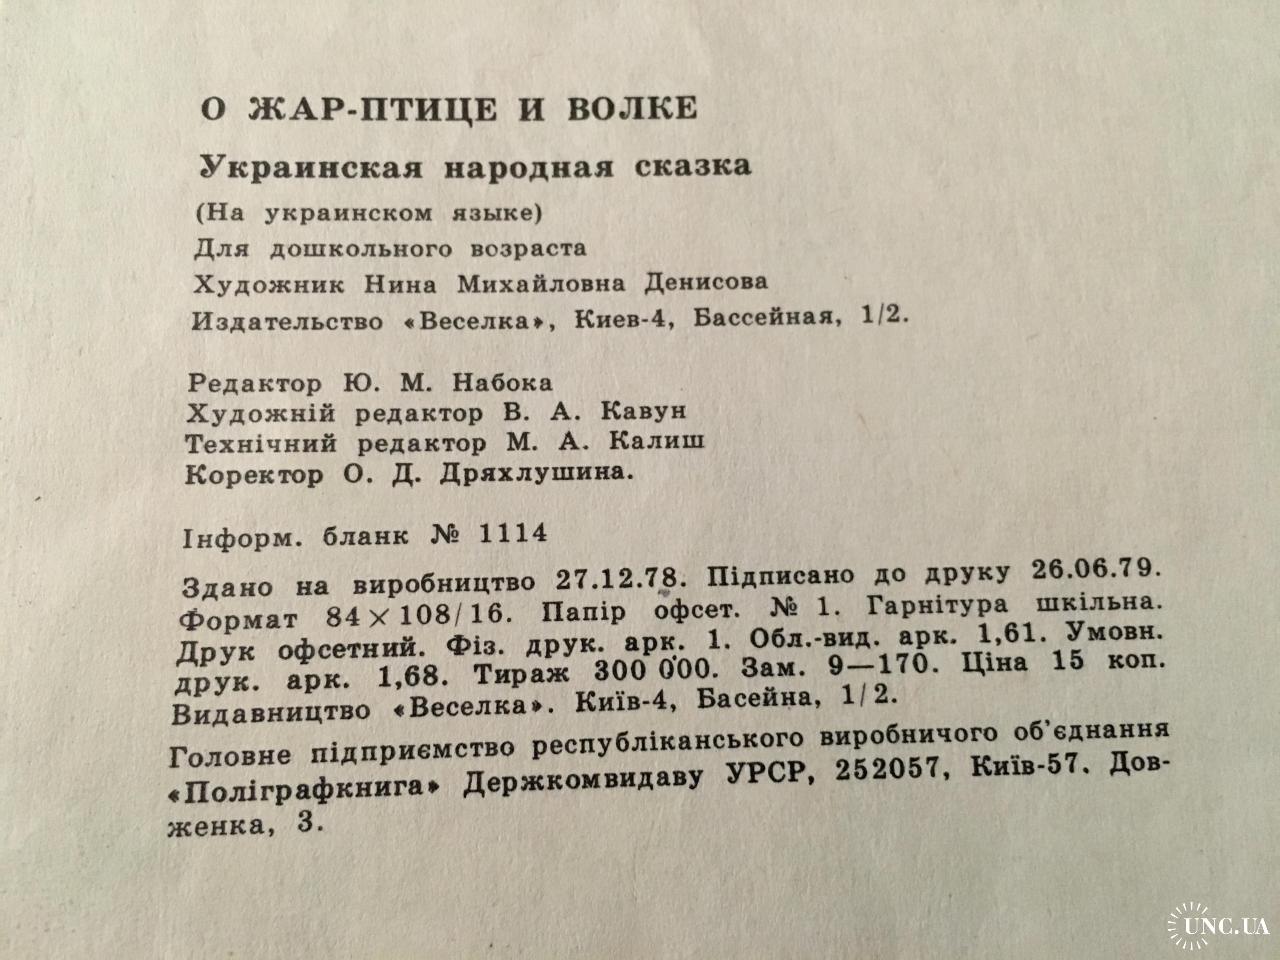 О ЖАР-ПТИЦЕ И ВОЛКЕ
Украинская народная сказка
(На украинском языке)
Для дошкольного возраста
Художник Нина Михайловна Денисова
Издательство «Веселка», Киев-4, Бассейная, 1/2.
Редактор Ю. М. Набока
Художній редактор В. А. Кавун
Технічний редактор М. А. Калиш
Коректор О. Д. Дряхлушина.
Інформ. бланк № 1114
Здано на виробництво 27.12.78. Підписано до друку 26.06.79.
Формат 84×108/16. Папір офсет. № 1. Гарнітура шкільна.
Друк офсетний. Фіз. друк. арк. 1. Обл.-вид. арк. 1,61. Умовн.
друк. арк. 1,68. Тираж 300 000. Зам. 9—170. Ціна 15 коп.
Видавництво «Веселка». Київ-4, Басейна, 1/2.
Головне підприємство республіканського виробничого об'єднання
«Поліграфкнига» Держкомвидаву УРСР, 252057, Київ-57. Дов-
женка, 3.
UNC.UA